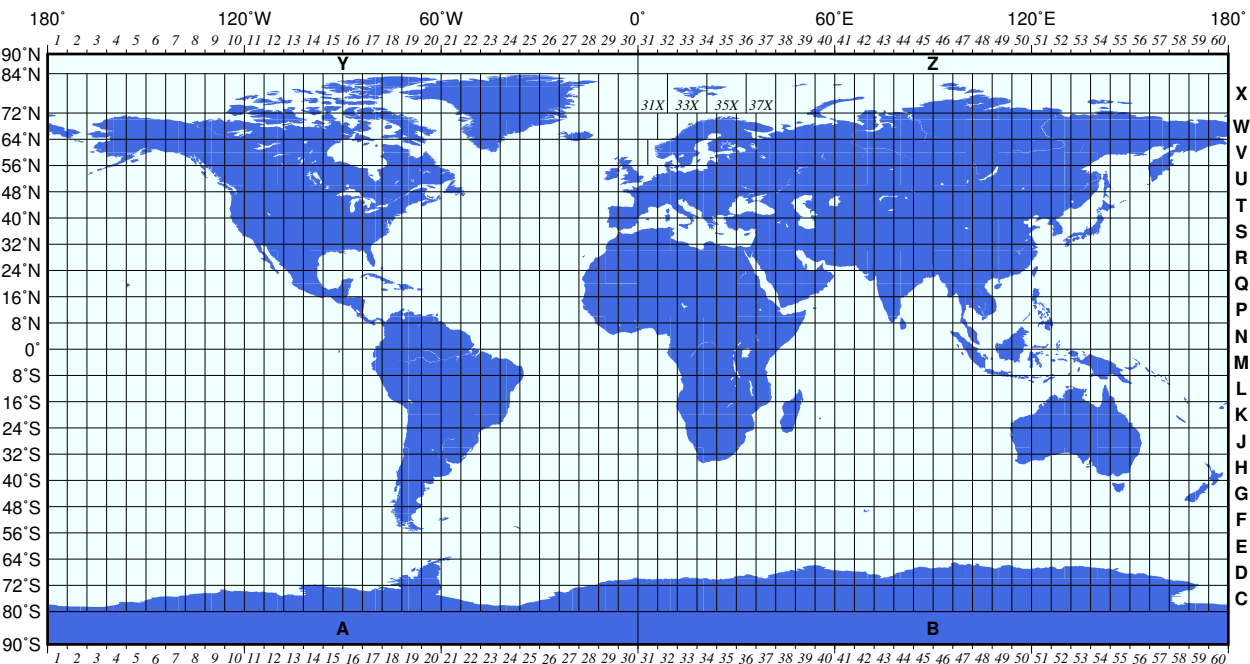 180˚ 120˚W 60˚W 0˚ 60˚E 120˚E 180˚
1 2 3 4 5 6 7 8 9 10 11 12 13 14 15 16 17 18 19 20 21 22 23 24 25 26 27 28 29 30 31 32 33 34 35 36 37 38 39 40 41 42 43 44 45 46 47 48 49 50 51 52 53 54 55 56 57 58 59 60
90˚N Y Z
84˚N
X
31X 33X 35X 37X
72˚N
W
64˚N
V
56˚N
U
48˚N
T
40˚N
S
32˚N
R
24˚N
Q
16˚N
P
8˚N
N
0˚
M
8˚S
L
16˚S
K
24˚S
J
32˚S
H
40˚S
G
48˚S
F
56˚S
E
64˚S
D
72˚S
C
80˚S
A B
90˚S
1 2 3 4 5 6 7 8 9 10 11 12 13 14 15 16 17 18 19 20 21 22 23 24 25 26 27 28 29 30 31 32 33 34 35 36 37 38 39 40 41 42 43 44 45 46 47 48 49 50 51 52 53 54 55 56 57 58 59 60